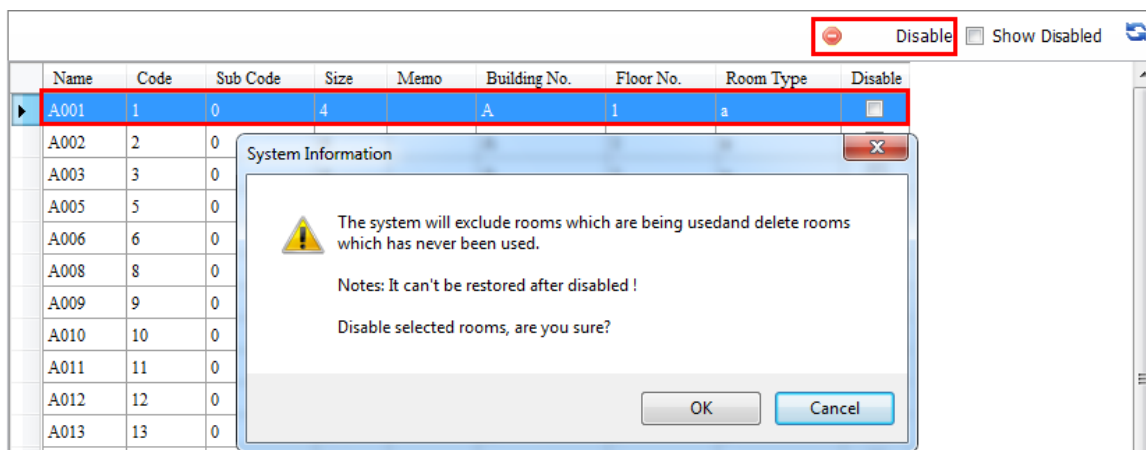 Disable Show Disabled
Name Code Sub Code Size Memo Building No. Floor No. Room Type Disable
A001 1 0 4 A 1 a
A002 2 0
A003 3 0
A005 5 0
A006 6 0
A008 8 0
A009 9 0
A010 10 0
A011 11 0
A012 12 0
A013 13 0
System Information
The system will exclude rooms which are being usedand delete rooms
which has never been used.
Notes: It can't be restored after disabled !
Disable selected rooms, are you sure?
OK Cancel